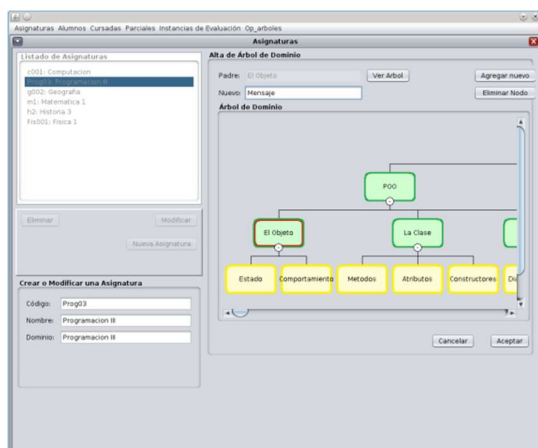 Asignaturas Alumnos Cursadas Parciales Instancias de Evaluación Op_arboles
Asignaturas
Listado de Asignaturas
c001: Computacion
Prog03: Programacion III
g002: Geografia
m1: Matematica 1
h2: Historia 3
Fis001: Fisica 1
Eliminar
Modificar
Nueva Asignatura
Crear o Modificar una Asignatura
Código: Prog03
Nombre: Programacion III
Dominio: Programacion III
Alta de Árbol de Dominio
Padre: El Objeto
Ver Arbol
Agregar nuevo
Nuevo: Mensaje
Eliminar Nodo
Árbol de Dominio
POO
El Objeto
La Clase
Estado
Comportamiento
Metodos
Atributos
Constructores
Cancelar
Aceptar